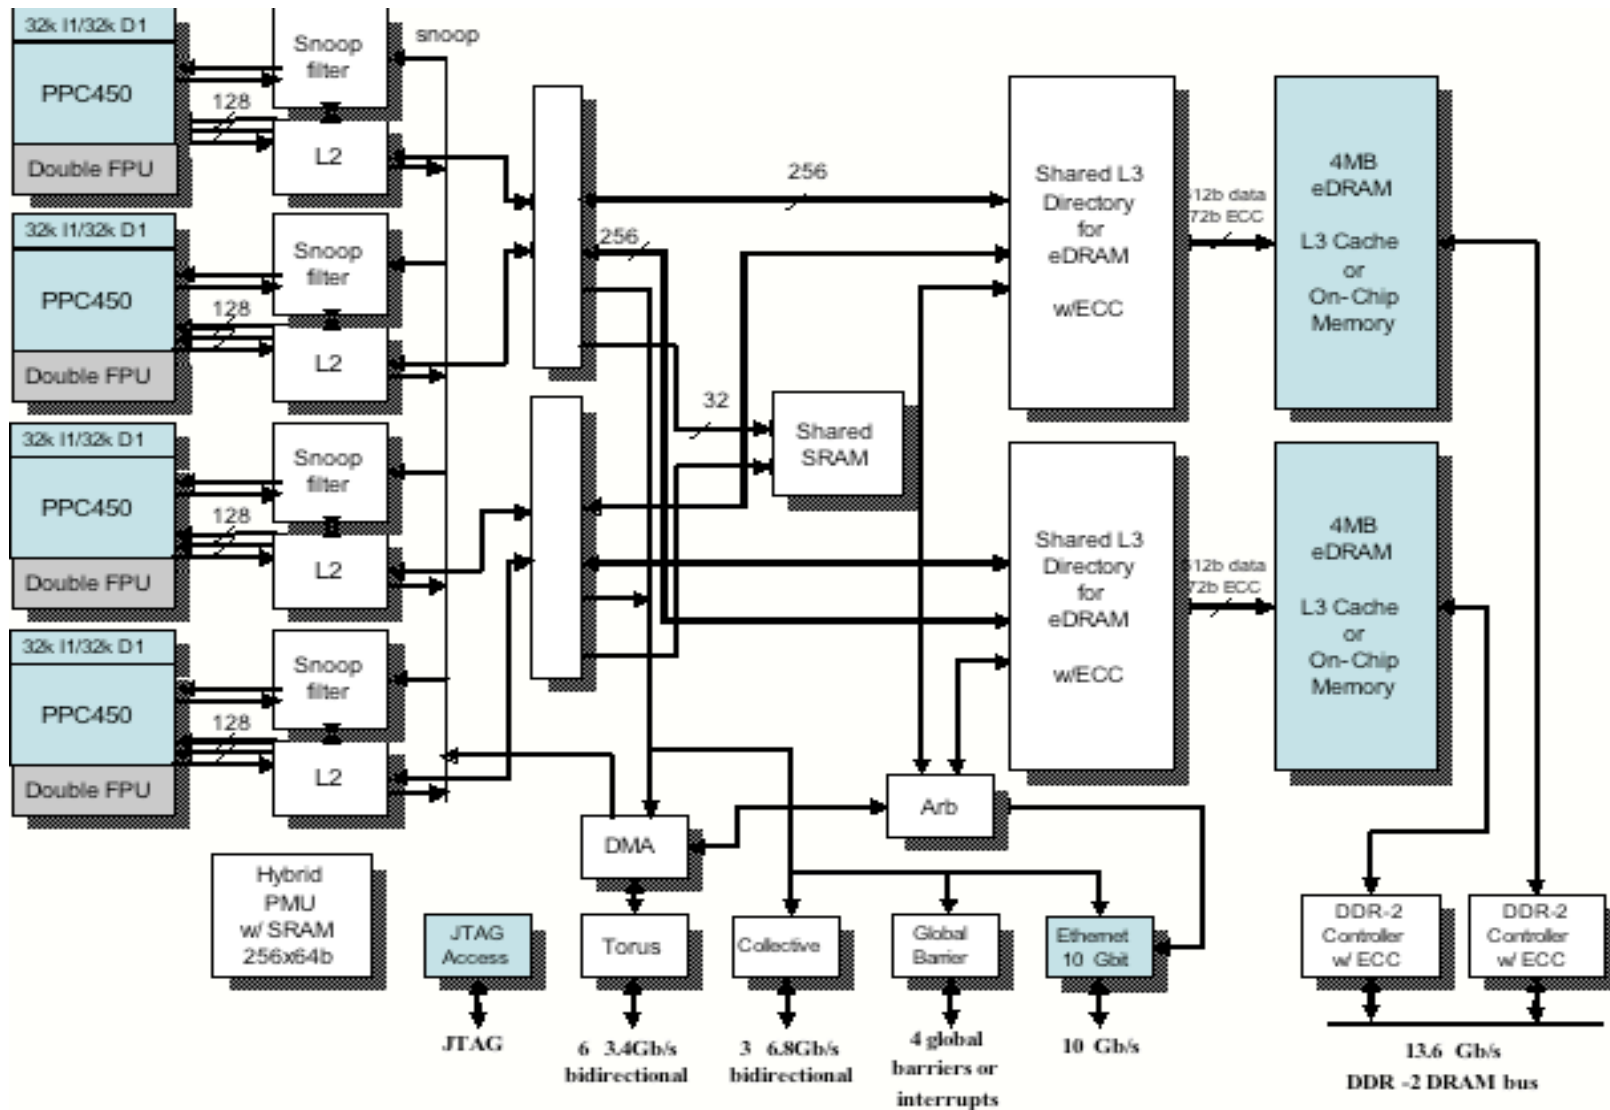 32k I1/32k D1
PPC450
Double FPU
128
Snoop
filter
L2
snoop
32k I1/32k D1
PPC450
Double FPU
128
Snoop
filter
L2
32k I1/32k D1
PPC450
Double FPU
128
Snoop
filter
L2
32k I1/32k D1
PPC450
Double FPU
128
Snoop
filter
L2
256
256
32
Shared
SRAM
Shared L3
Directory
for
eDRAM
w/ECC
data
72b ECC
4MB
eDRAM
L3 Cache
or
On-Chip
Memory
Shared L3
Directory
for
eDRAM
w/ECC
data
72b ECC
4MB
eDRAM
L3 Cache
or
On-Chip
Memory
Arb
DMA
Hybrid
PMU
w/ SRAM
256x64b
JTAG
Access
Torus
Collective
Global
Barrier
Ethernet
10 Gbit
DDR-2
Controller
w/ ECC
DDR-2
Controller
w/ ECC
JTAG
6 3.4Gb/s
bidirectional
3 6.8Gb/s
bidirectional
4 global
barriers or
interrupts
10 Gb/s
13.6 Gb/s
DDR -2 DRAM bus